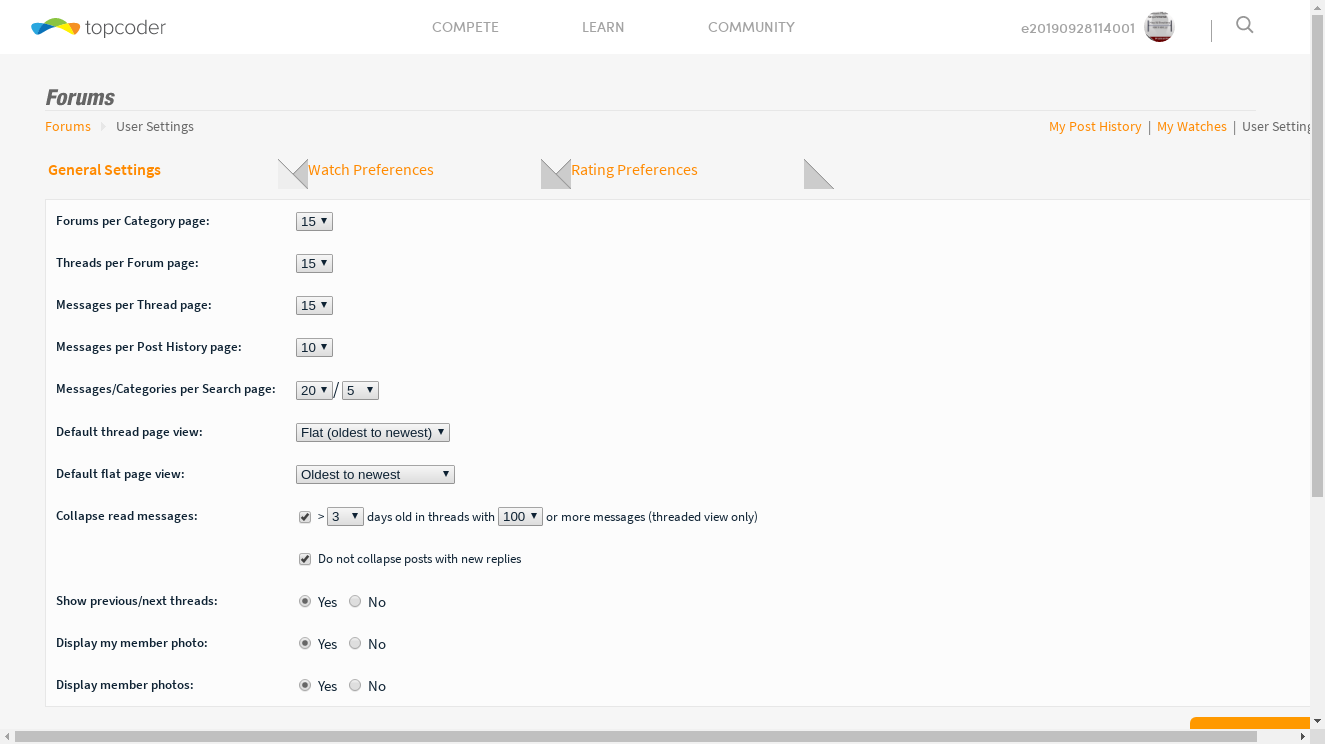 topcoder COMPETE LEARN COMMUNITY e20190928114001
Forums
Forums User Settings My Post History | My Watches | User Setting
General Settings Watch Preferences Rating Preferences
Forums per Category page: 15
Threads per Forum page: 15
Messages per Thread page: 15
Messages per Post History page: 10
Messages/Categories per Search page: 20 / 5
Default thread page view: Flat (oldest to newest)
Default flat page view: Oldest to newest
Collapse read messages: > 3 days old in threads with 100 or more messages (threaded view only)
Do not collapse posts with new replies
Show previous/next threads: Yes No
Display my member photo: Yes No
Display member photos: Yes No